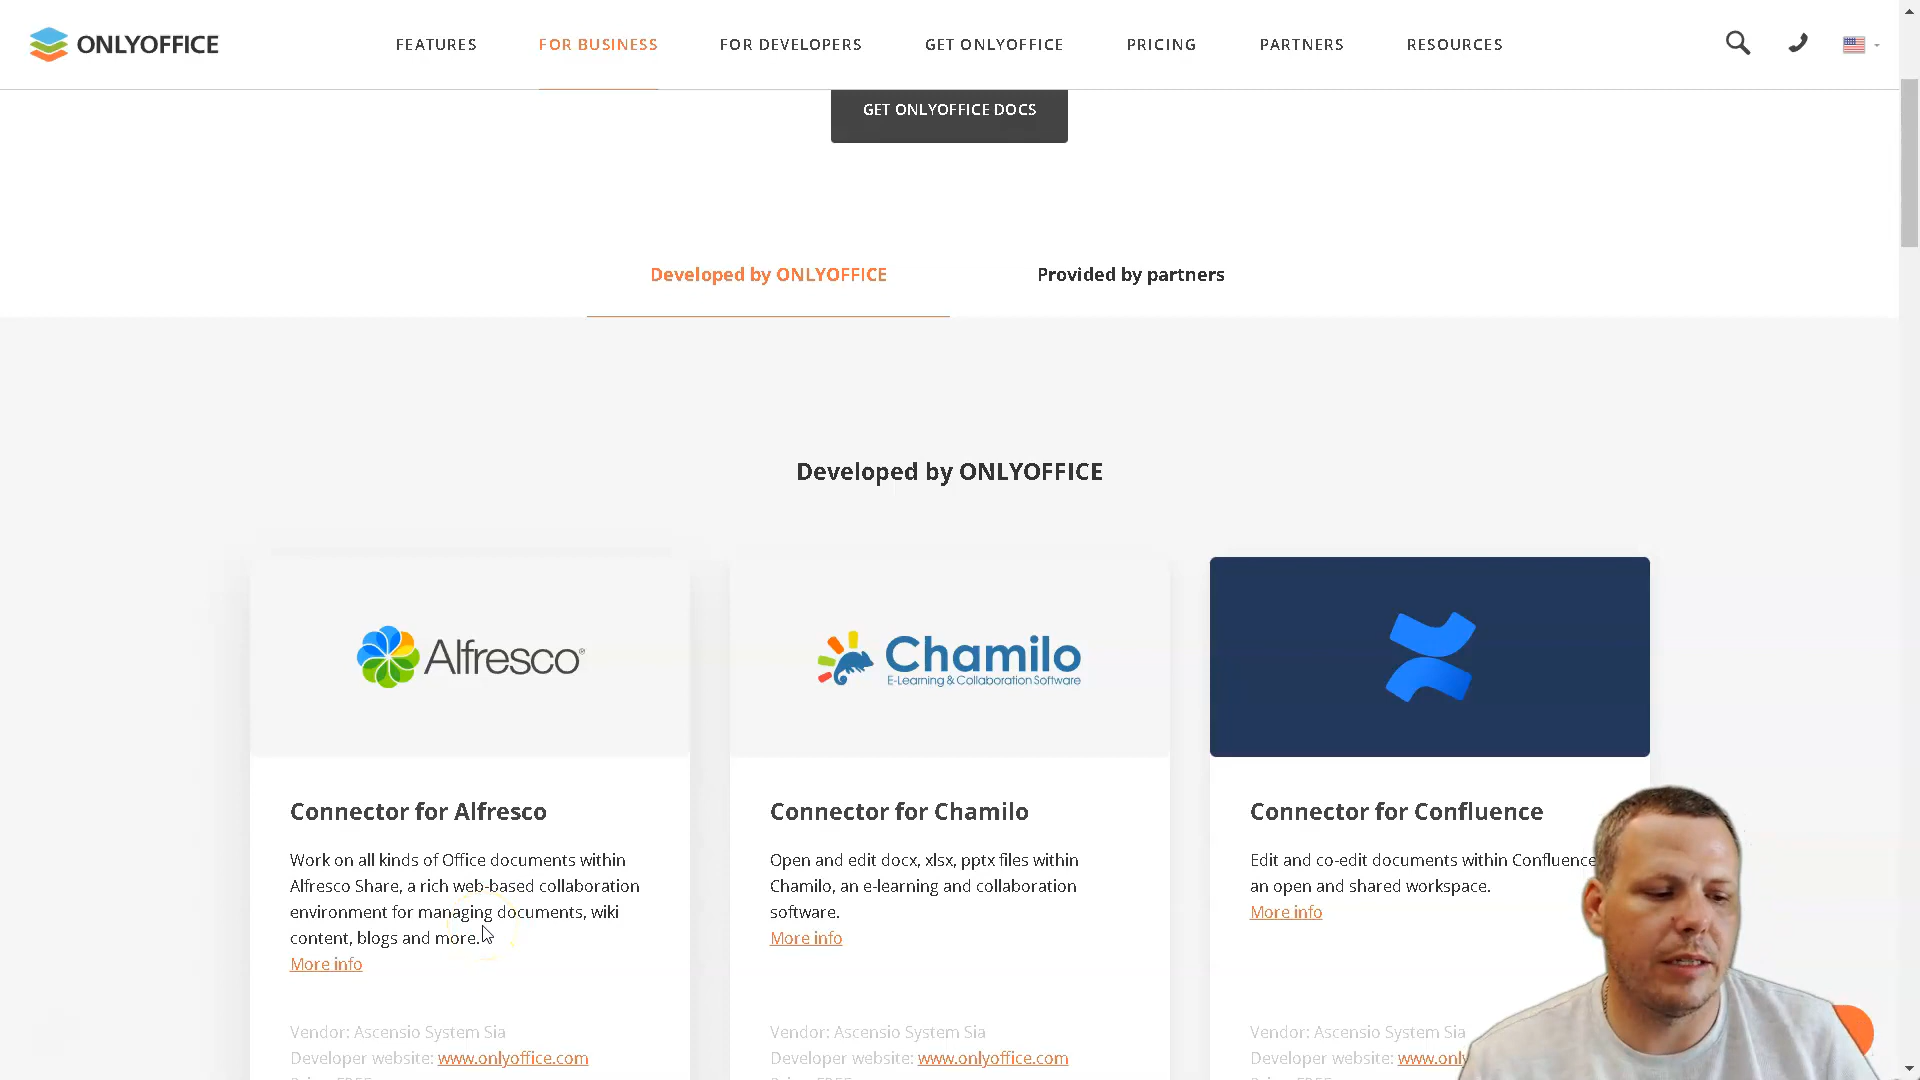 ONLYOFFICE
FEATURES
FOR BUSINESS
FOR DEVELOPERS
GET ONLYOFFICE
PRICING
PARTNERS
RESOURCES
GET ONLYOFFICE DOCS
Developed by ONLYOFFICE
Provided by partners
Developed by ONLYOFFICE
Alfresco®
Connector for Alfresco
Work on all kinds of Office documents within
Alfresco Share, a rich web-based collaboration
environment for managing documents, wiki
content, blogs and more.
More info
Vendor: Ascensio System Sia
Developer website: www.onlyoffice.com
Chamilo
E-Learning & Collaboration Software
Connector for Chamilo
Open and edit docx, xlsx, pptx files within
Chamilo, an e-learning and collaboration
software.
More info
Vendor: Ascensio System Sia
Developer website: www.onlyoffice.com
Connector for Confluence
Edit and co-edit documents within Confluence
an open and shared workspace.
More info
Vendor: Ascensio System Sia
Developer website: www.only